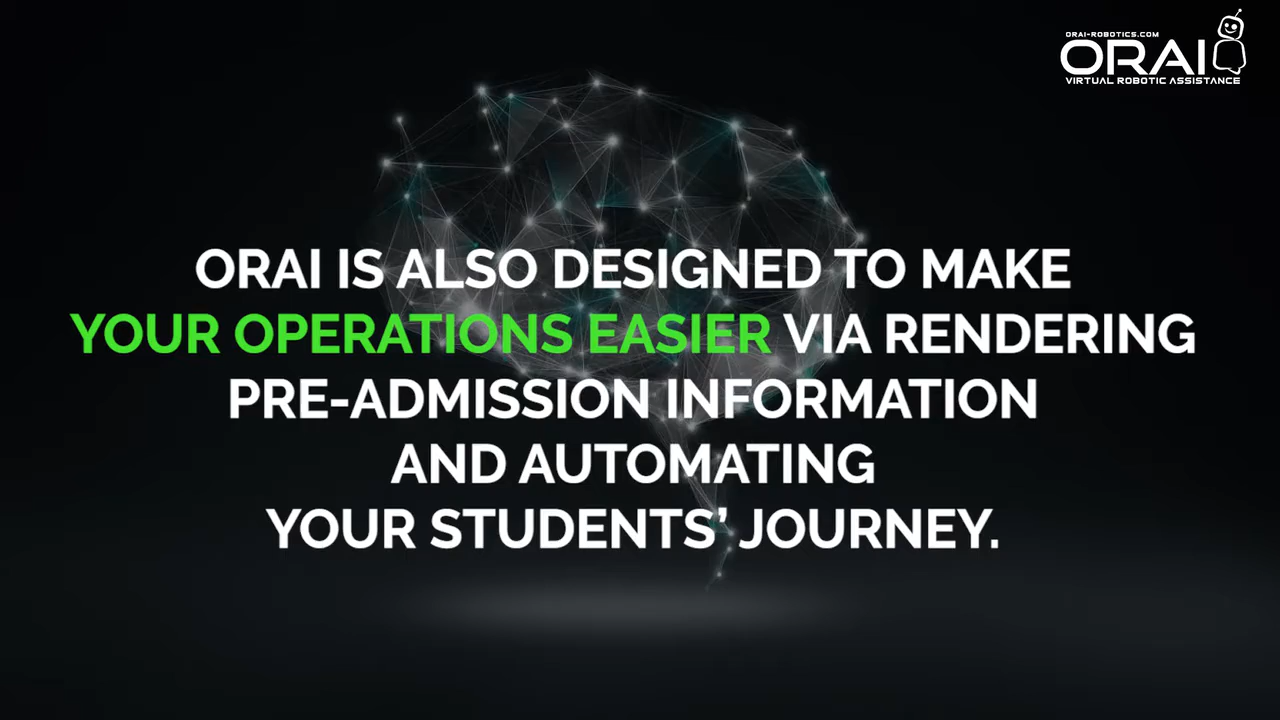 ORAI-ROBOTICS.COM
ORAI
VIRTUAL ROBOTIC ASSISTANCE
ORAI IS ALSO DESIGNED TO MAKE
YOUR OPERATIONS EASIER VIA RENDERING
PRE-ADMISSION INFORMATION
AND AUTOMATING
YOUR STUDENTS’ JOURNEY.